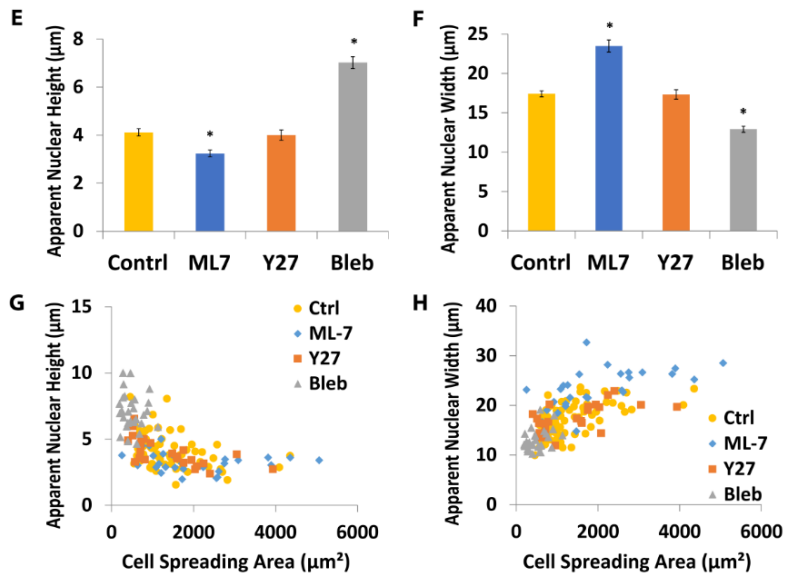 E
Apparent Nuclear Height (µm)
8
6
4
2
0
*
*
Contrl ML7 Y27 Bleb
F
Apparent Nuclear Width (µm)
25
20
15
10
5
0
*
*
Contrl ML7 Y27 Bleb
G
Apparent Nuclear Height (µm)
15
10
5
0
Ctrl
ML-7
Y27
Bleb
0 2000 4000 6000
Cell Spreading Area (µm²)
H
Apparent Nuclear Width (µm)
40
30
20
10
0
Ctrl
ML-7
Y27
Bleb
0 2000 4000 6000
Cell Spreading Area (µm²)